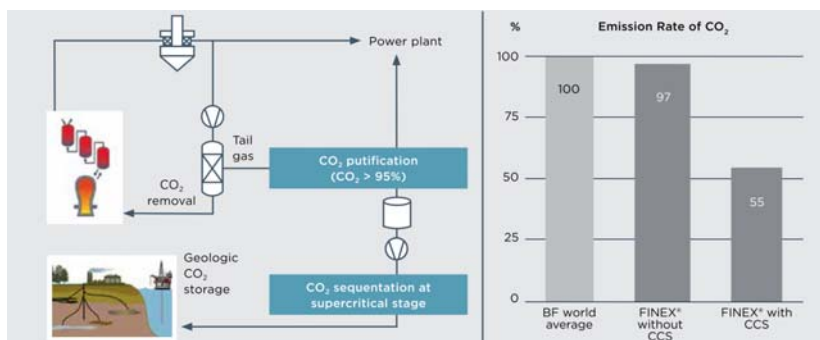 Power plant
Tail
gas
CO₂ putification
(CO₂ > 95%)
CO₂
removal
Geologic
CO₂
storage
CO₂ sequentation at
supercritical stage
%
Emission Rate of CO₂
100
75
50
25
0
100
97
55
BF world
average
FINEX®
without
CCS
FINEX® with
CCS